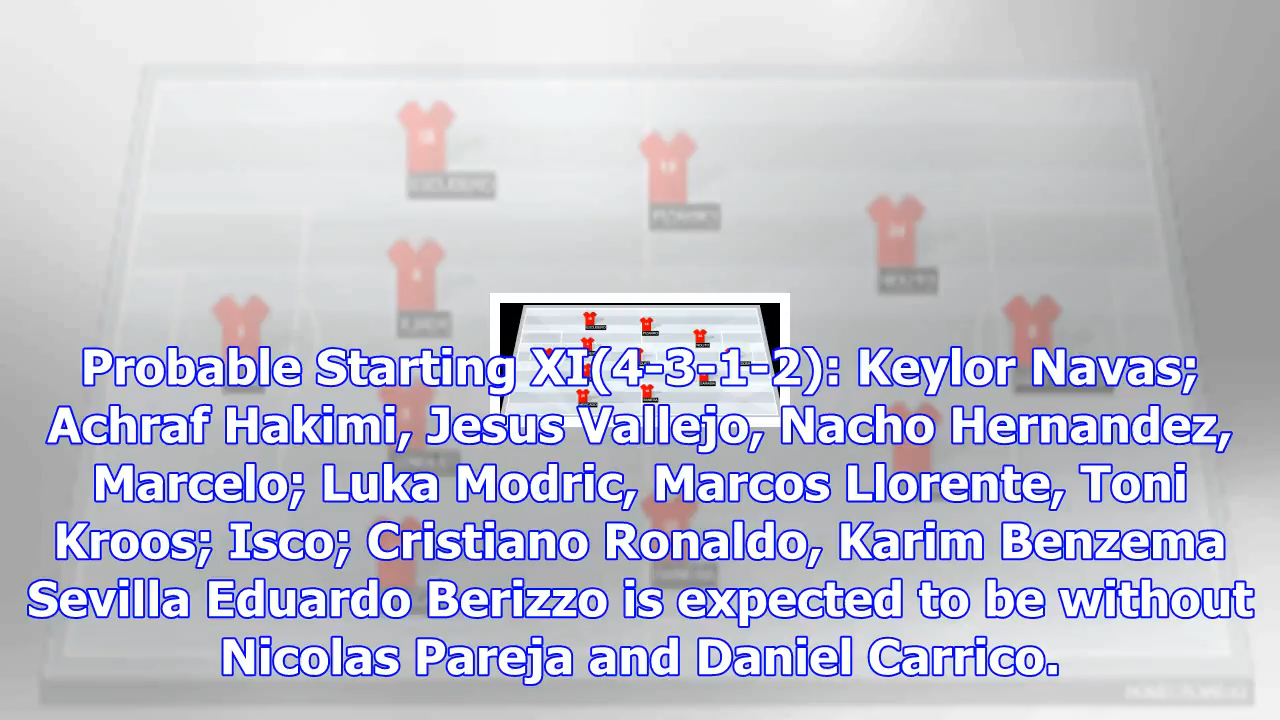 Probable Starting XI(4-3-1-2): Keylor Navas;
Achraf Hakimi, Jesus Vallejo, Nacho Hernandez,
Marcelo; Luka Modric, Marcos Llorente, Toni
Kroos; Isco; Cristiano Ronaldo, Karim Benzema
Sevilla Eduardo Berizzo is expected to be without
Nicolas Pareja and Daniel Carrico.